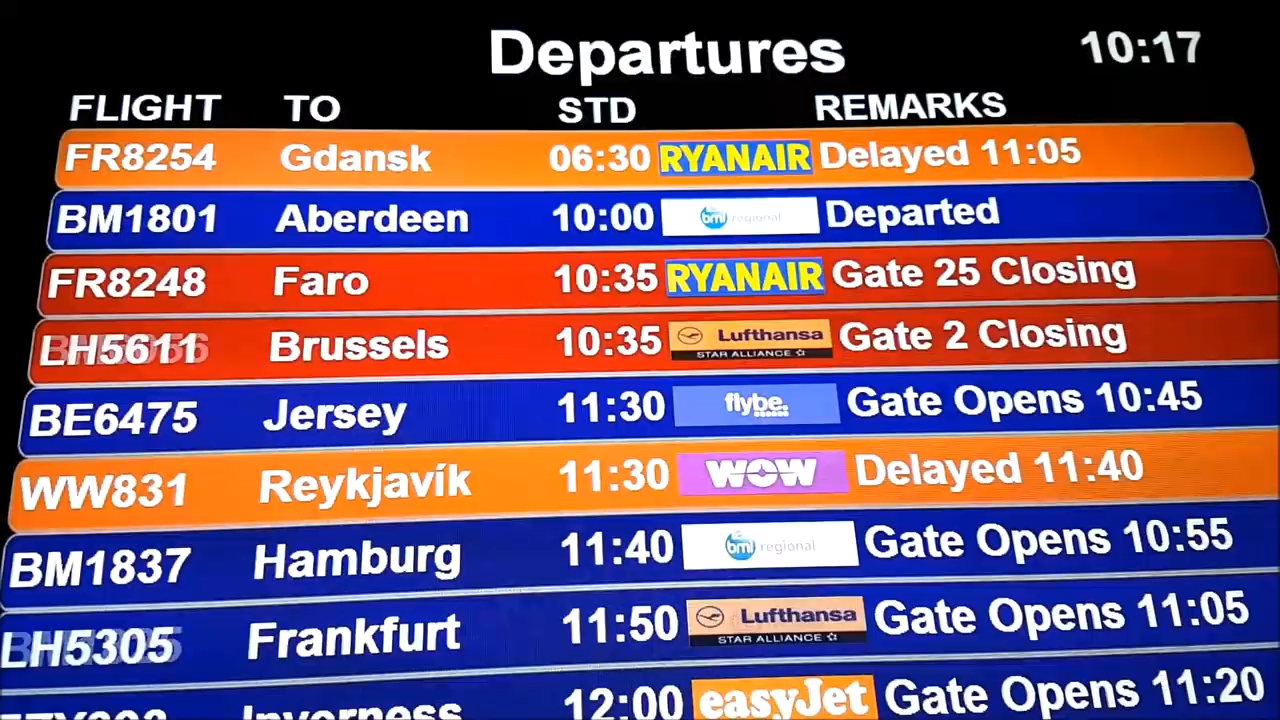 Departures 10:17
FLIGHT TO STD REMARKS
FR8254 Gdansk 06:30 RYANAIR Delayed 11:05
BM1801 Aberdeen 10:00 bmi regional Departed
FR8248 Faro 10:35 RYANAIR Gate 25 Closing
LH5611 Brussels 10:35 Lufthansa STAR ALLIANCE Gate 2 Closing
BE6475 Jersey 11:30 flybe. Gate Opens 10:45
WW831 Reykjavík 11:30 WOW Delayed 11:40
BM1837 Hamburg 11:40 bmi regional Gate Opens 10:55
LH5305 Frankfurt 11:50 Lufthansa STAR ALLIANCE Gate Opens 11:05
Inverness 12:00 easyJet Gate Opens 11:20